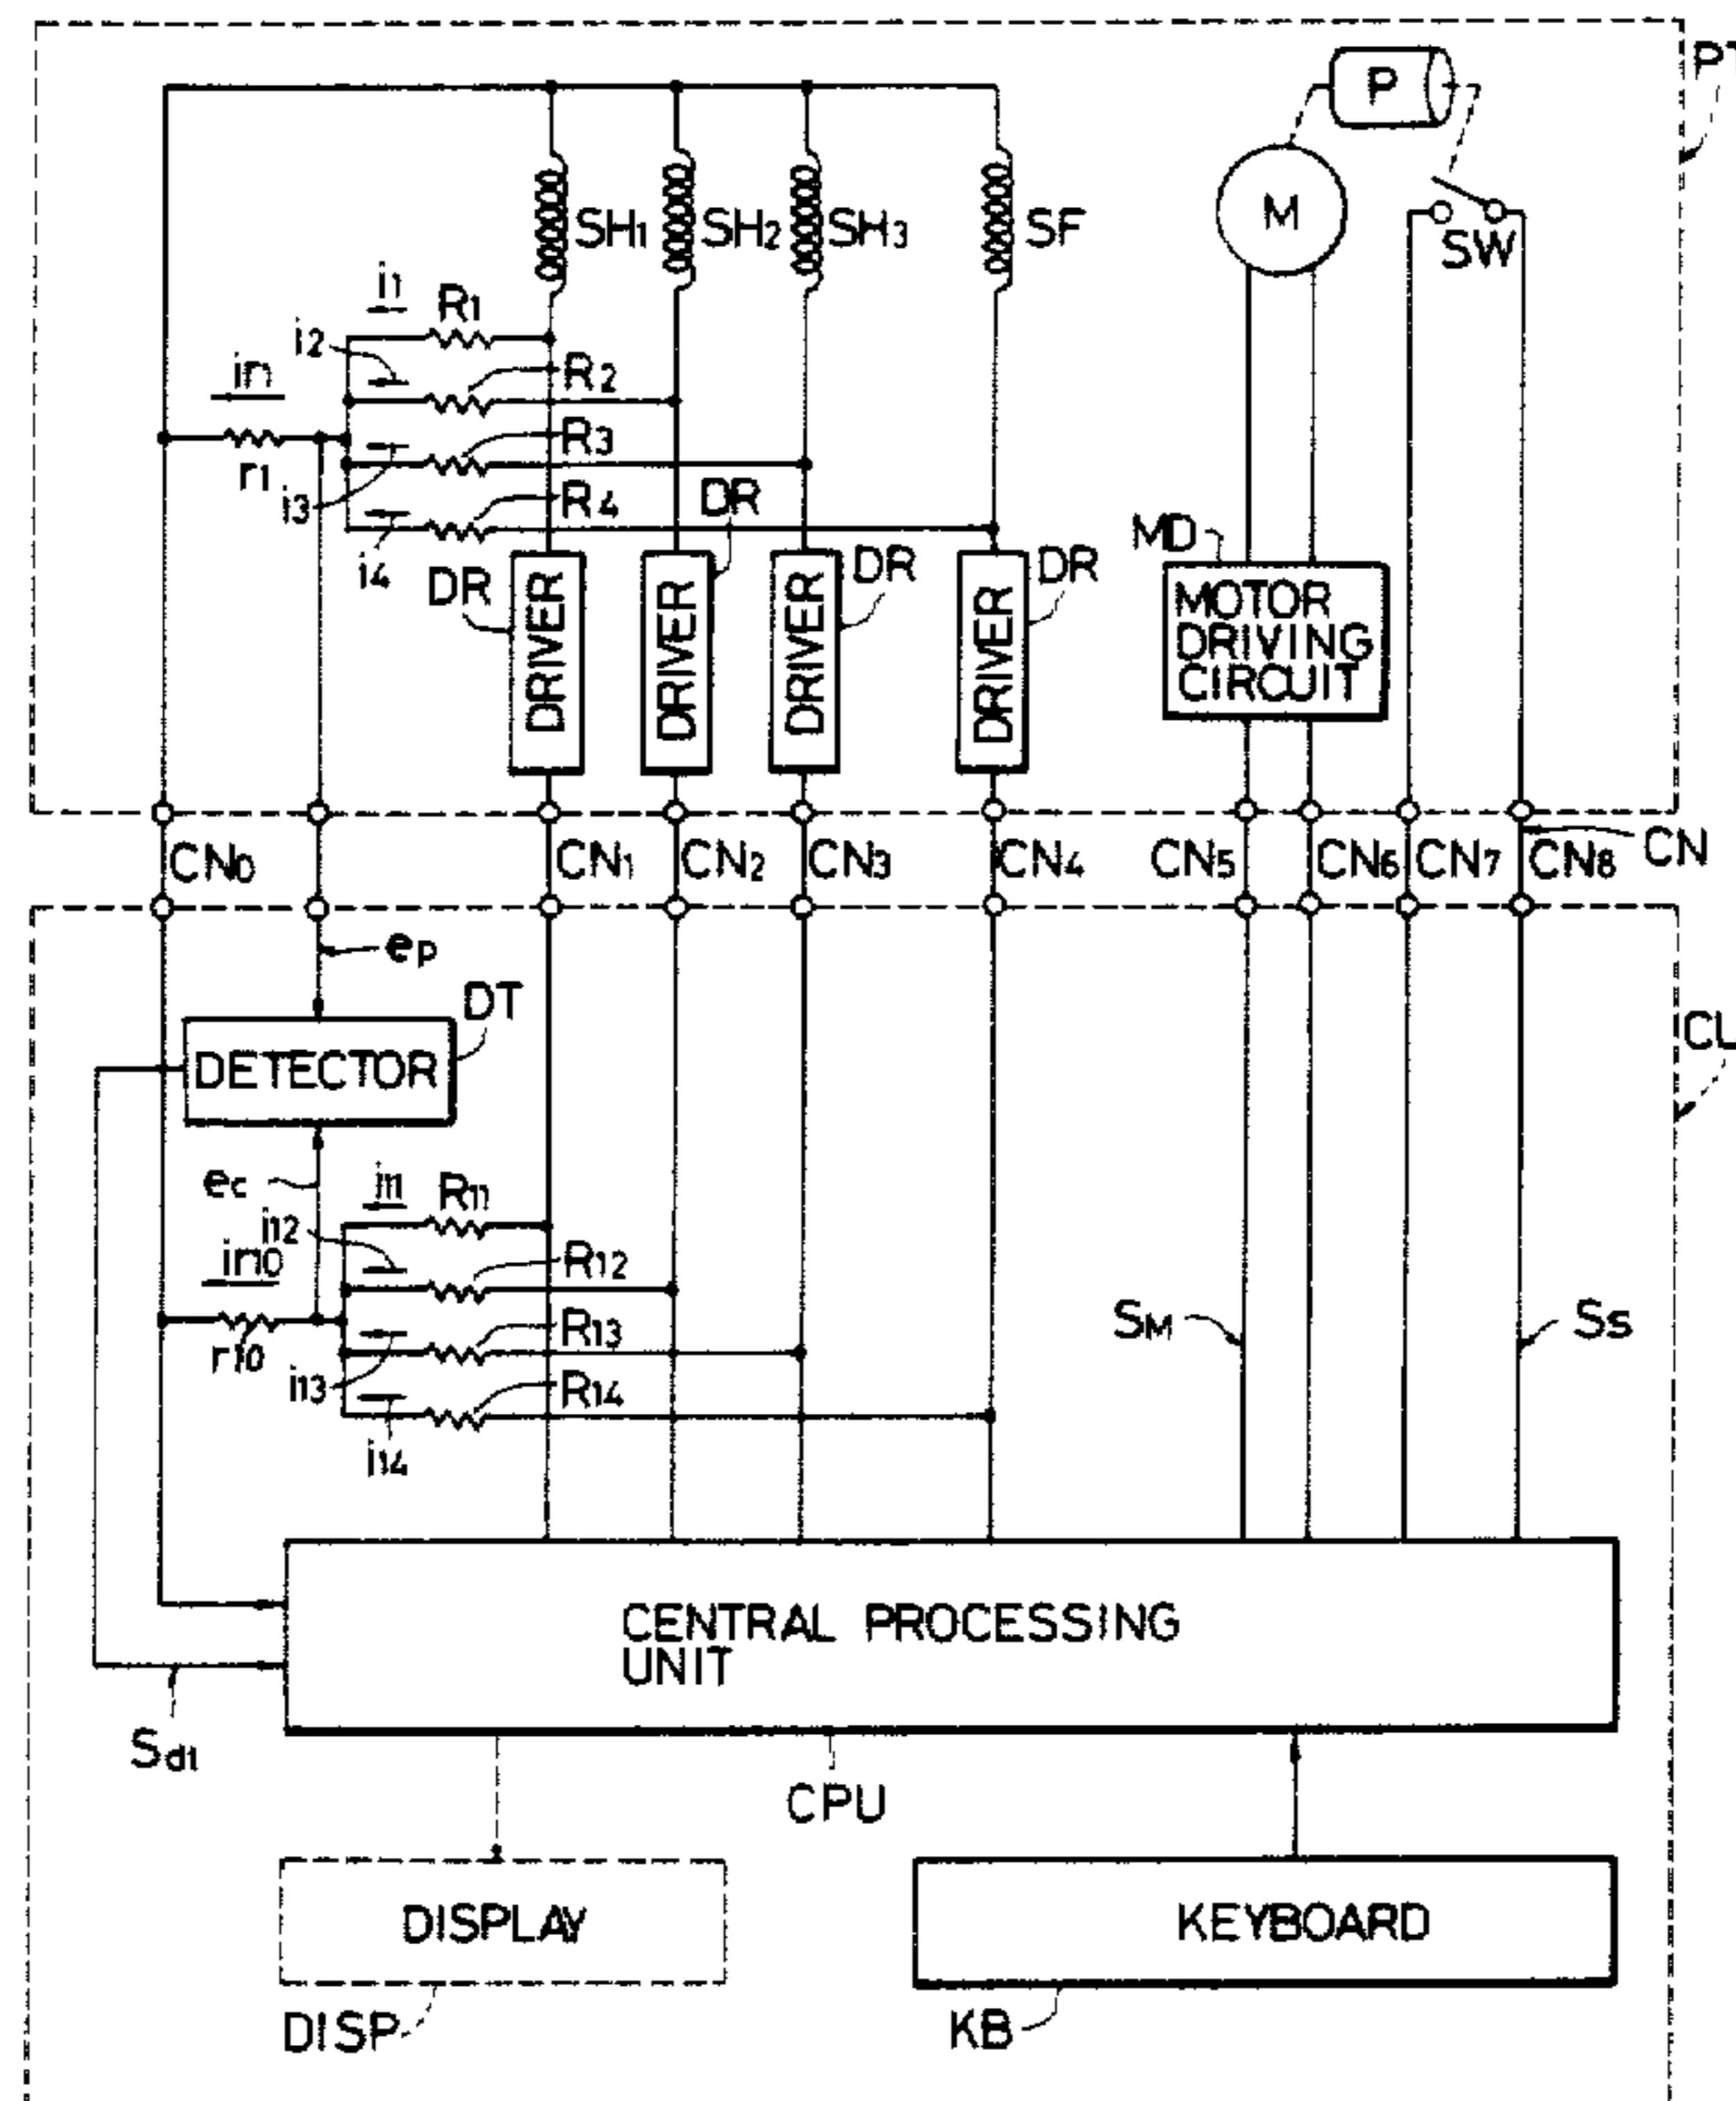 PT
P
M
SW
SH1
SH2
SH3
SF
i1
R1
i2
R2
in
r1
R3
i3
R4
i4
DR
DR
DR
DR
DRIVER
DRIVER
DRIVER
DRIVER
MD
MOTOR
DRIVING
CIRCUIT
CN0
CN1
CN2
CN3
CN4
CN5
CN6
CN7
CN8
CN
ep
DT
DETECTOR
CU
ec
i11
R11
i12
R12
in0
r10
R13
i13
R14
i14
SM
Ss
CENTRAL PROCESSING
UNIT
Sd1
CPU
DISPLAY
KEYBOARD
DISP
KB